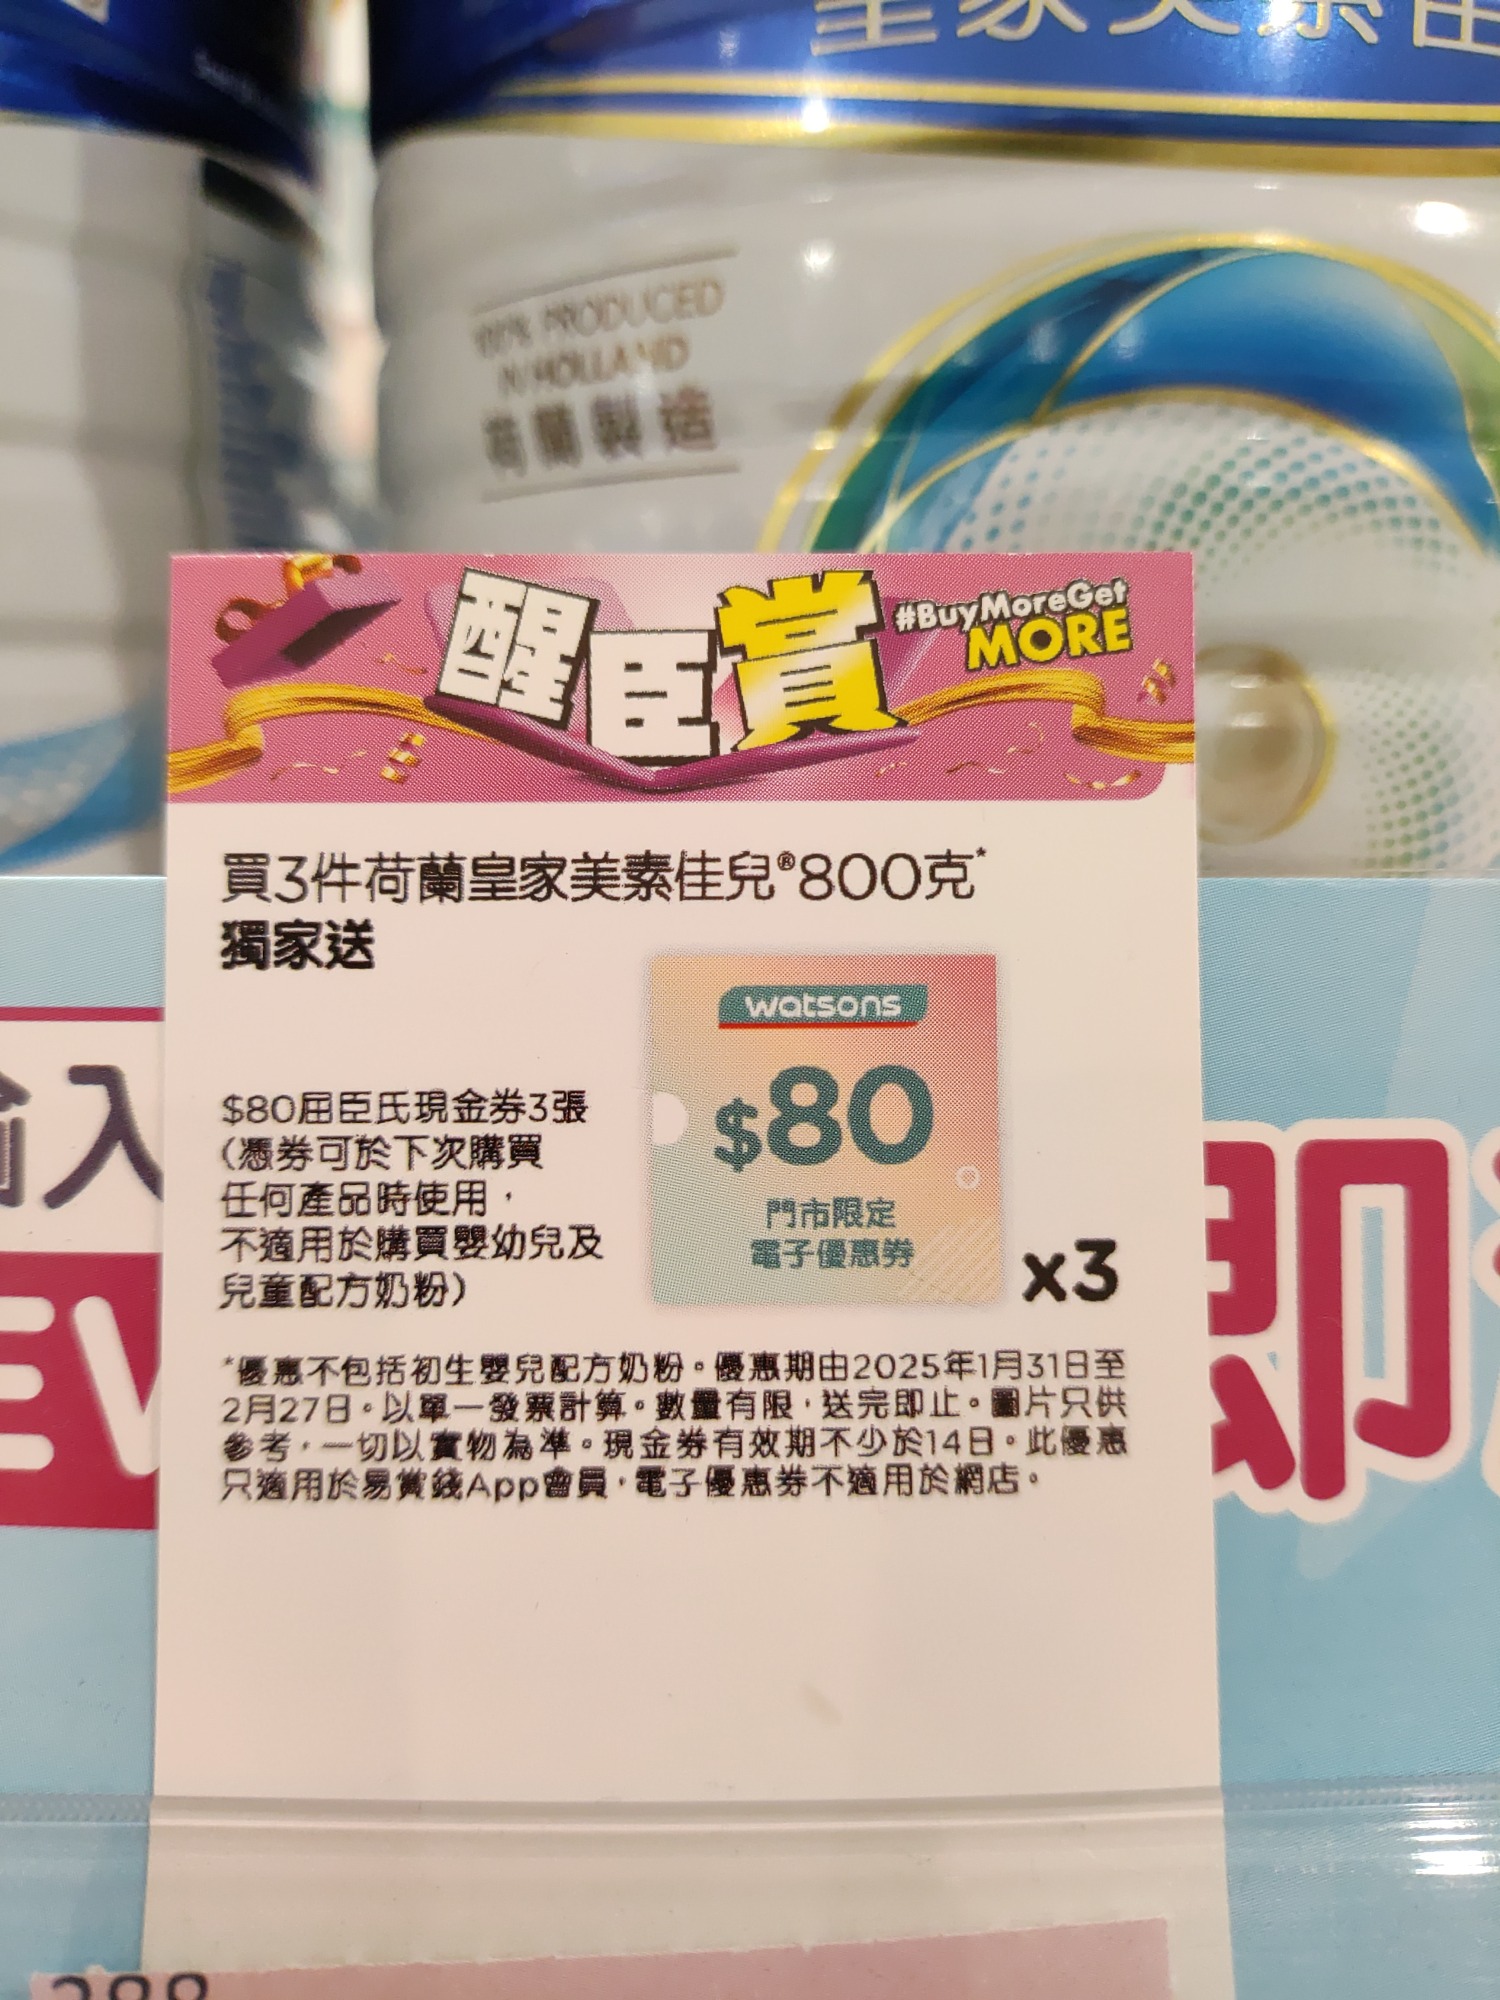 皇家美素佳
100% PRODUCED
IN HOLLAND
荷蘭製造
醒臣賞
#BuyMoreGet
MORE
買3件荷蘭皇家美素佳兒®800克*
獨家送
watsons
$80
門市限定
電子優惠券
x3
$80屈臣氏現金券3張
(憑券可於下次購買
任何產品時使用，
不適用於購買嬰幼兒及
兒童配方奶粉)
*優惠不包括初生嬰兒配方奶粉。優惠期由2025年1月31日至
2月27日。以單一發票計算。數量有限，送完即止。圖片只供
參考，一切以實物為準。現金券有效期不少於14日。此優惠
只適用於易賞錢App會員，電子優惠券不適用於網店。
輸入
即
288